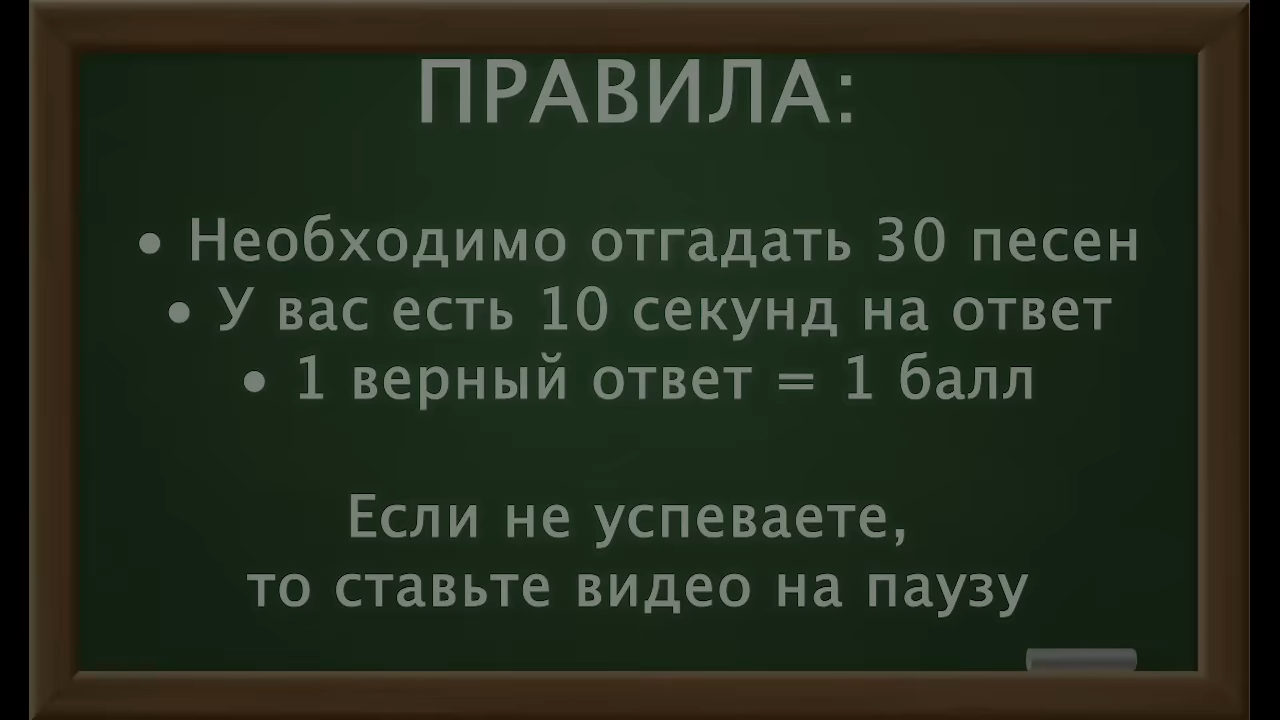 ПРАВИЛА:
• Необходимо отгадать 30 песен
• У вас есть 10 секунд на ответ
• 1 верный ответ = 1 балл
Если не успеваете,
то ставьте видео на паузу